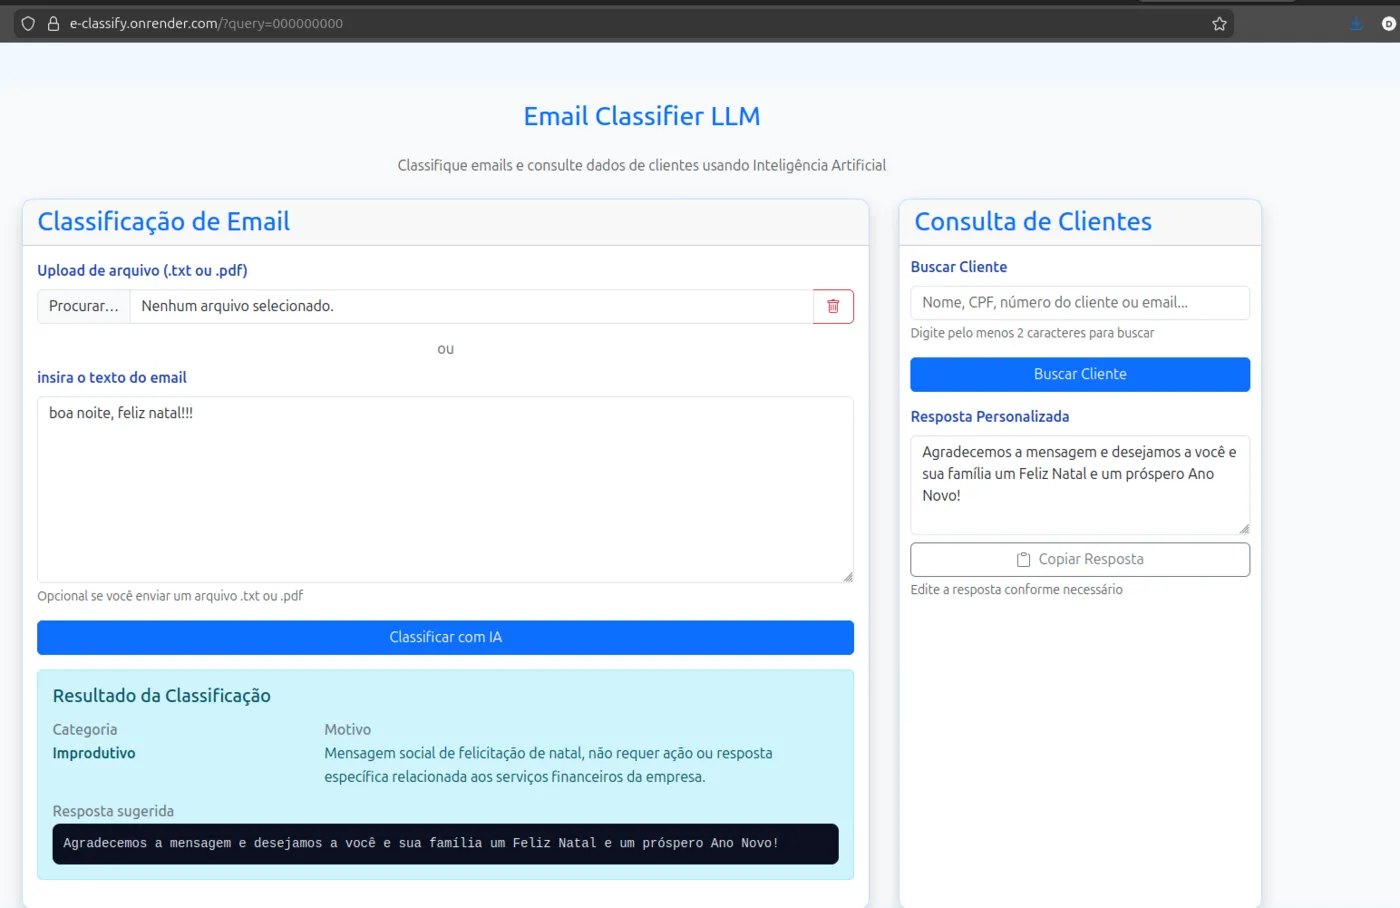 e-classify.onrender.com/?query=000000000
D
Email Classifier LLM
Classifique emails e consulte dados de clientes usando Inteligência Artificial
Classificação de Email
Upload de arquivo (.txt ou .pdf)
Procurar...
Nenhum arquivo selecionado.
ou
insira o texto do email
boa noite, feliz natal!!!
Opcional se você enviar um arquivo .txt ou .pdf
Classificar com IA
Resultado da Classificação
Categoria
Improdutivo
Motivo
Mensagem social de felicitação de natal, não requer ação ou resposta
específica relacionada aos serviços financeiros da empresa.
Resposta sugerida
Agradecemos a mensagem e desejamos a você e sua família um Feliz Natal e um próspero Ano Novo!
Consulta de Clientes
Buscar Cliente
Nome, CPF, número do cliente ou email...
Digite pelo menos 2 caracteres para buscar
Buscar Cliente
Resposta Personalizada
Agradecemos a mensagem e desejamos a você e
sua família um Feliz Natal e um próspero Ano
Novo!
Copiar Resposta
Edite a resposta conforme necessário